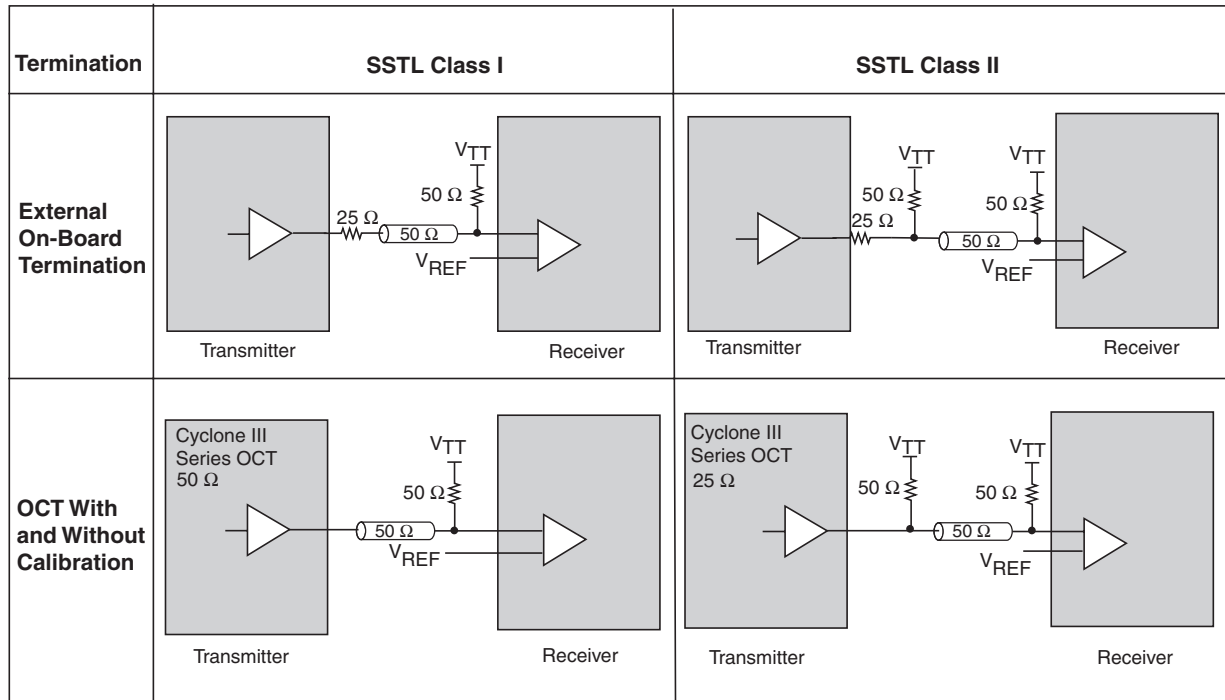 Termination
SSTL Class I
SSTL Class II
External
On-Board
Termination
VTT
50 Ω
25 Ω
50 Ω
VREF
Transmitter
Receiver
VTT
VTT
50 Ω
50 Ω
25 Ω
50 Ω
VREF
Transmitter
Receiver
OCT With
and Without
Calibration
Cyclone III
Series OCT
50 Ω
VTT
50 Ω
50 Ω
VREF
Transmitter
Receiver
Cyclone III
Series OCT
25 Ω
VTT
VTT
50 Ω
50 Ω
50 Ω
VREF
Transmitter
Receiver